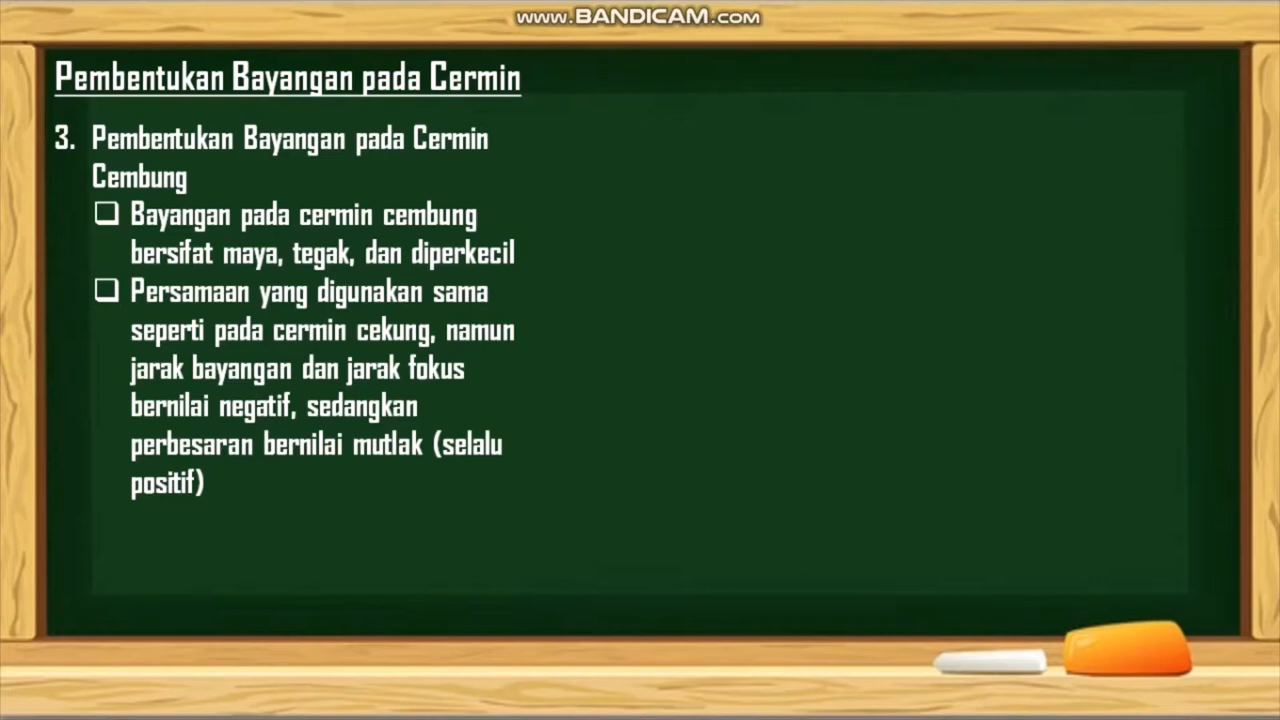 www.BANDICAM.com
Pembentukan Bayangan pada Cermin
3. Pembentukan Bayangan pada Cermin
Cembung
❑ Bayangan pada cermin cembung
bersifat maya, tegak, dan diperkecil
❑ Persamaan yang digunakan sama
seperti pada cermin cekung, namun
jarak bayangan dan jarak fokus
bernilai negatif, sedangkan
perbesaran bernilai mutlak (selalu
positif)